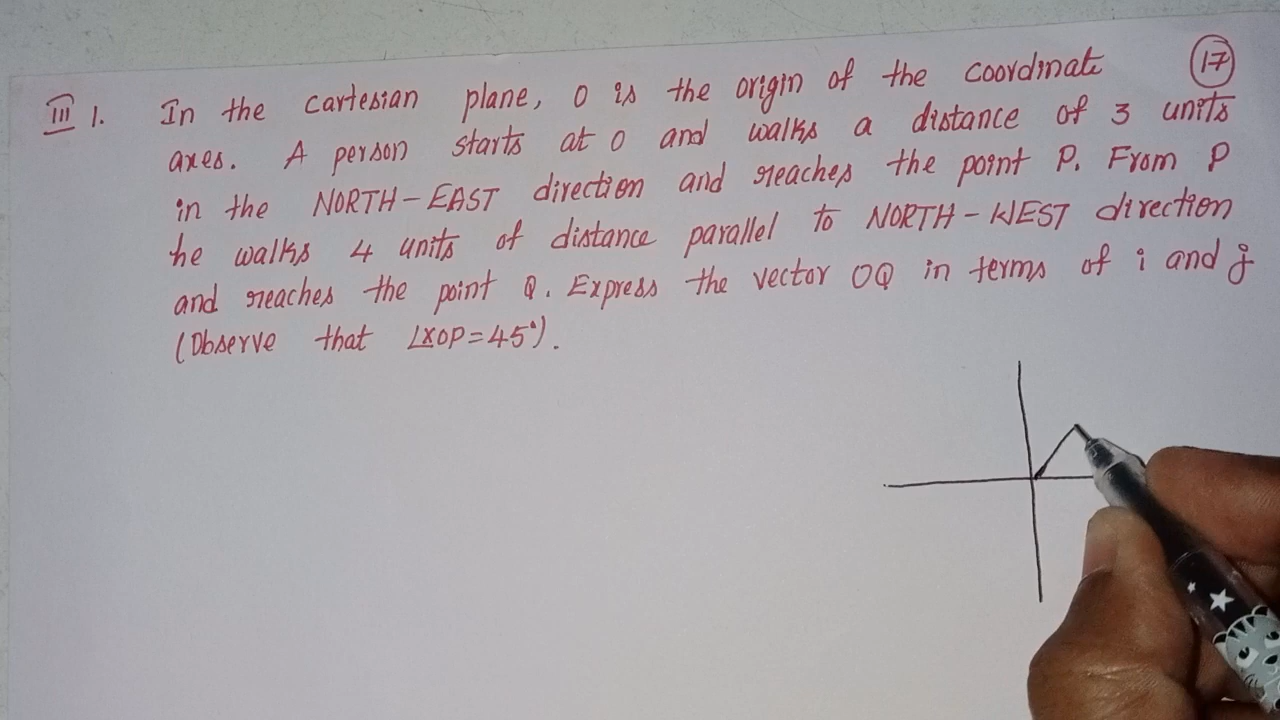 III 1. In the cartesian plane, O is the origin of the coordinate (17)
axes. A person starts at O and walks a distance of 3 units
in the NORTH-EAST direction and reaches the point P. From P
he walks 4 units of distance parallel to NORTH-WEST direction
and reaches the point Q. Express the vector OQ in terms of i and j
(Observe that ∠XOP=45°).